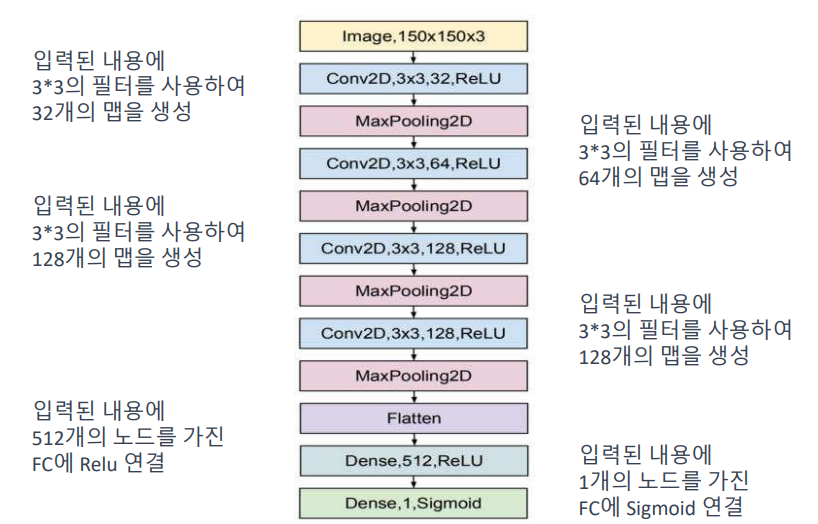 Image,150x150x3
입력된 내용에
3*3의 필터를 사용하여
32개의 맵을 생성
Conv2D,3x3,32,ReLU
MaxPooling2D
입력된 내용에
3*3의 필터를 사용하여
64개의 맵을 생성
Conv2D,3x3,64,ReLU
MaxPooling2D
입력된 내용에
3*3의 필터를 사용하여
128개의 맵을 생성
Conv2D,3x3,128,ReLU
MaxPooling2D
입력된 내용에
3*3의 필터를 사용하여
128개의 맵을 생성
Conv2D,3x3,128,ReLU
MaxPooling2D
Flatten
입력된 내용에
512개의 노드를 가진
FC에 Relu 연결
Dense,512,ReLU
입력된 내용에
1개의 노드를 가진
FC에 Sigmoid 연결
Dense,1,Sigmoid